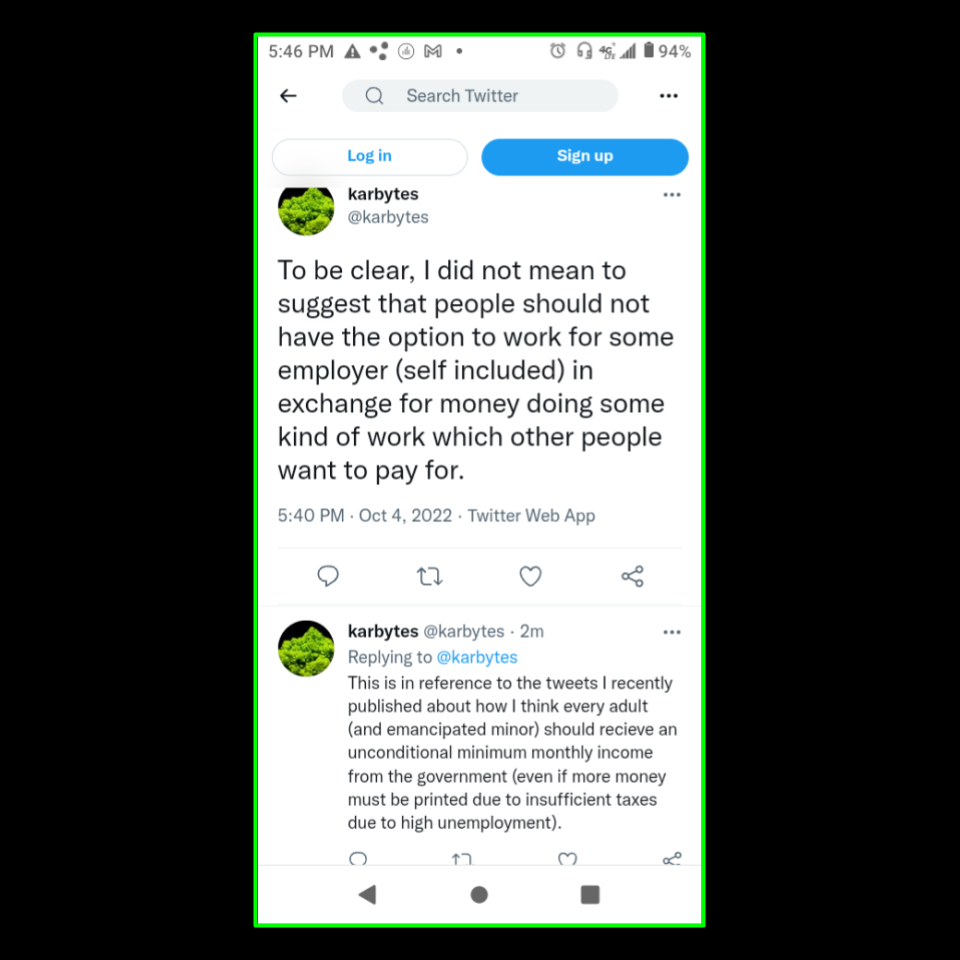 5:46 PM 94%
Search Twitter
Log in Sign up
karbytes
@karbytes
To be clear, I did not mean to
suggest that people should not
have the option to work for some
employer (self included) in
exchange for money doing some
kind of work which other people
want to pay for.
5:40 PM · Oct 4, 2022 · Twitter Web App
karbytes @karbytes · 2m
Replying to @karbytes
This is in reference to the tweets I recently
published about how I think every adult
(and emancipated minor) should recieve an
unconditional minimum monthly income
from the government (even if more money
must be printed due to insufficient taxes
due to high unemployment).